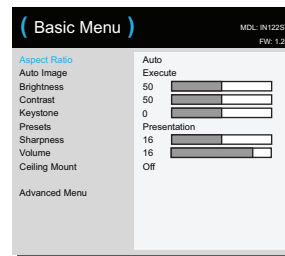 ( Basic Menu )
MDL: IN122S
FW: 1.2
Aspect Ratio Auto
Auto Image Execute
Brightness 50
Contrast 50
Keystone 0
Presets Presentation
Sharpness 16
Volume 16
Ceiling Mount Off
Advanced Menu